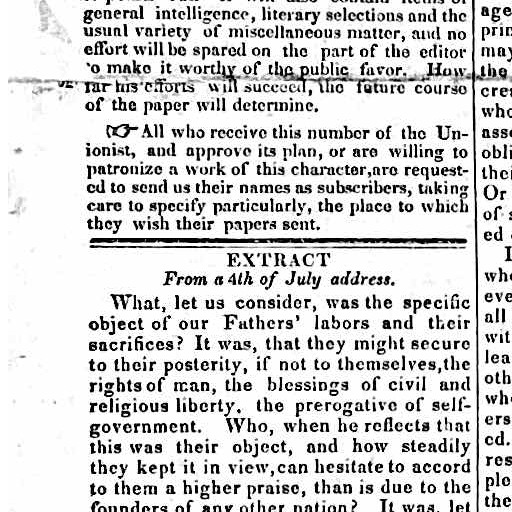 general intelligence, literary selections and the
usual variety of miscellaneous matter, and no
effort will be spared on the part of the editor
to make it worthy of the public favor. How
far his efforts will succeed, the future course
of the paper will determine.
☞All who receive this number of the Un-
ionist, and approve its plan, or are willing to
patronize a work of this character,are request-
ed to send us their names as subscribers, taking
care to specify particularly, the place to which
they wish their papers sent.
EXTRACT
From a 4th of July address.
What, let us consider, was the specific
object of our Fathers' labors and their
sacrifices? It was, that they might secure
to their posterity, if not to themselves,the
rights of man, the blessings of civil and
religious liberty, the prerogative of self-
government. Who, when he reflects that
this was their object, and how steadily
they kept it in view,can hesitate to accord
to them a higher praise, than is due to the
founders of any other nation? It was, let
age
prin
may
the
crea
who
asso
obli
thei
Or
of s
ed
I
who
eve
all
wit
lea
oth
whe
ers
ed.
res
ple
the